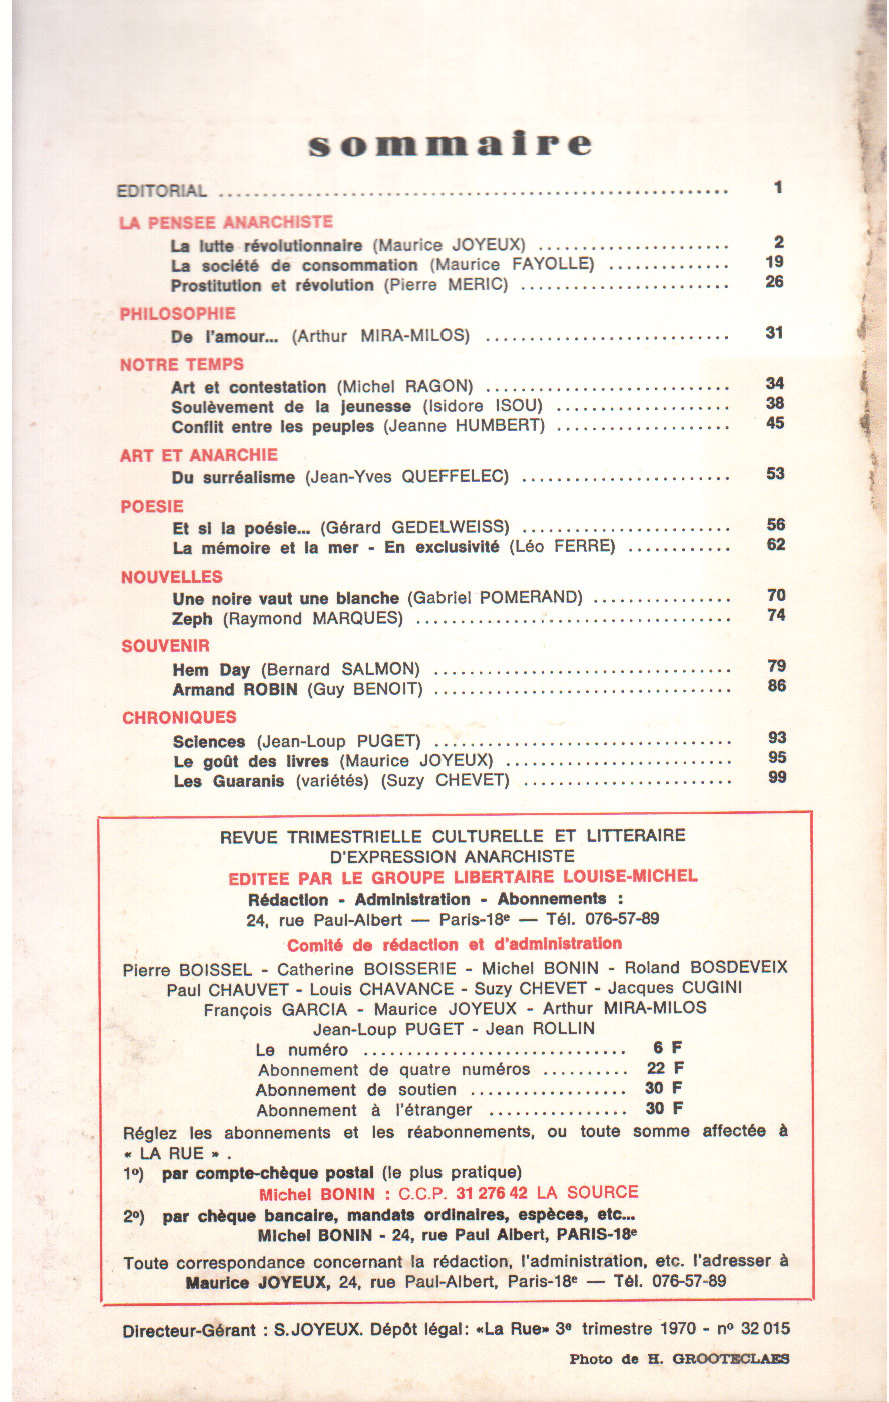 sommaire
EDITORIAL ............................................................ 1
LA PENSEE ANARCHISTE
La lutte révolutionnaire (Maurice JOYEUX) ....................... 2
La société de consommation (Maurice FAYOLLE) .............. 19
Prostitution et révolution (Pierre MERIC) ......................... 26
PHILOSOPHIE
De l'amour... (Arthur MIRA-MILOS) ............................. 31
NOTRE TEMPS
Art et contestation (Michel RAGON) ............................. 34
Soulèvement de la jeunesse (Isidore ISOU) ..................... 38
Conflit entre les peuples (Jeanne HUMBERT) ..................... 45
ART ET ANARCHIE
Du surréalisme (Jean-Yves QUEFFELEC) ......................... 53
POESIE
Et si la poésie... (Gérard GEDELWEISS) ......................... 56
La mémoire et la mer - En exclusivité (Léo FERRE) ............ 62
NOUVELLES
Une noire vaut une blanche (Gabriel POMERAND) ................ 70
Zeph (Raymond MARQUES) ...................................... 74
SOUVENIR
Hem Day (Bernard SALMON) .................................... 79
Armand ROBIN (Guy BENOIT) .................................... 86
CHRONIQUES
Sciences (Jean-Loup PUGET) .................................... 93
Le goût des livres (Maurice JOYEUX) ........................... 95
Les Guaranis (variétés) (Suzy CHEVET) ......................... 99
REVUE TRIMESTRIELLE CULTURELLE ET LITTERAIRE
D'EXPRESSION ANARCHISTE
EDITEE PAR LE GROUPE LIBERTAIRE LOUISE-MICHEL
Rédaction - Administration - Abonnements :
24, rue Paul-Albert — Paris-18e — Tél. 076-57-89
Comité de rédaction et d'administration
Pierre BOISSEL - Catherine BOISSERIE - Michel BONIN - Roland BOSDEVEIX
Paul CHAUVET - Louis CHAVANCE - Suzy CHEVET - Jacques CUGINI
François GARCIA - Maurice JOYEUX - Arthur MIRA-MILOS
Jean-Loup PUGET - Jean ROLLIN
Le numéro .............................. 6 F
Abonnement de quatre numéros .......... 22 F
Abonnement de soutien .................. 30 F
Abonnement à l'étranger ................ 30 F
Réglez les abonnements et les réabonnements, ou toute somme affectée à
« LA RUE » .
1º) par compte-chèque postal (le plus pratique)
Michel BONIN : C.C.P. 31 276 42 LA SOURCE
2º) par chèque bancaire, mandats ordinaires, espèces, etc...
Michel BONIN - 24, rue Paul Albert, PARIS-18e
Toute correspondance concernant la rédaction, l'administration, etc. l'adresser à
Maurice JOYEUX, 24, rue Paul-Albert, Paris-18e — Tél. 076-57-89
Directeur-Gérant : S.JOYEUX. Dépôt légal: «La Rue» 3e trimestre 1970 - nº 32 015
Photo de H. GROOTECLAES